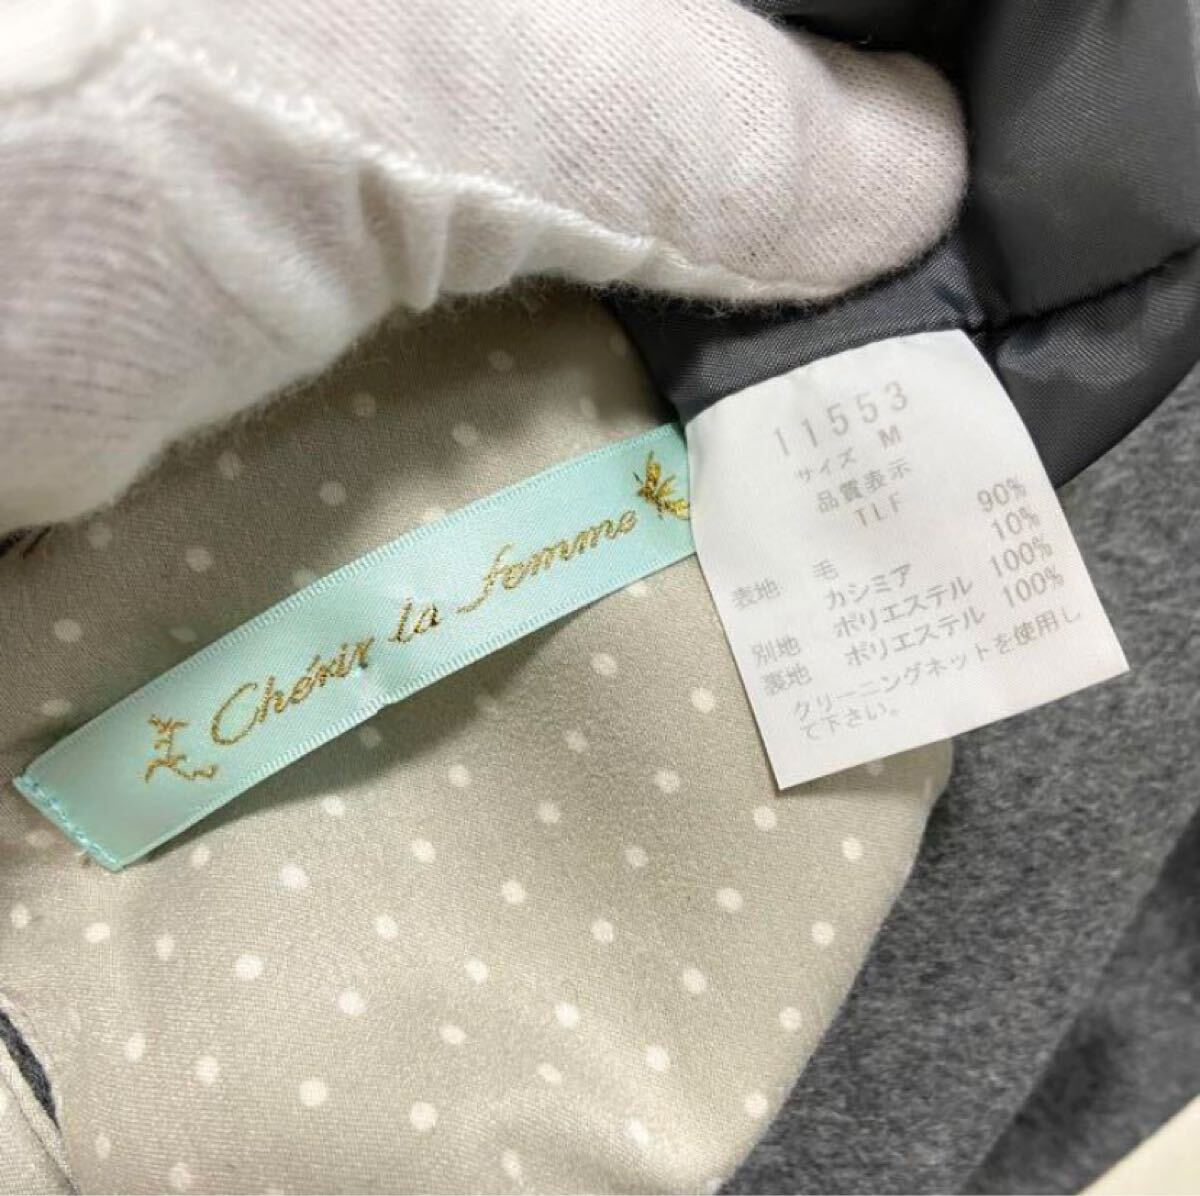 Chérir la femme
11553
サイズ M
品質表示
TLF
表地 毛 90%
カシミア 10%
別地 ポリエステル 100%
裏地 ポリエステル 100%
クリーニングネットを使用し
て下さい。